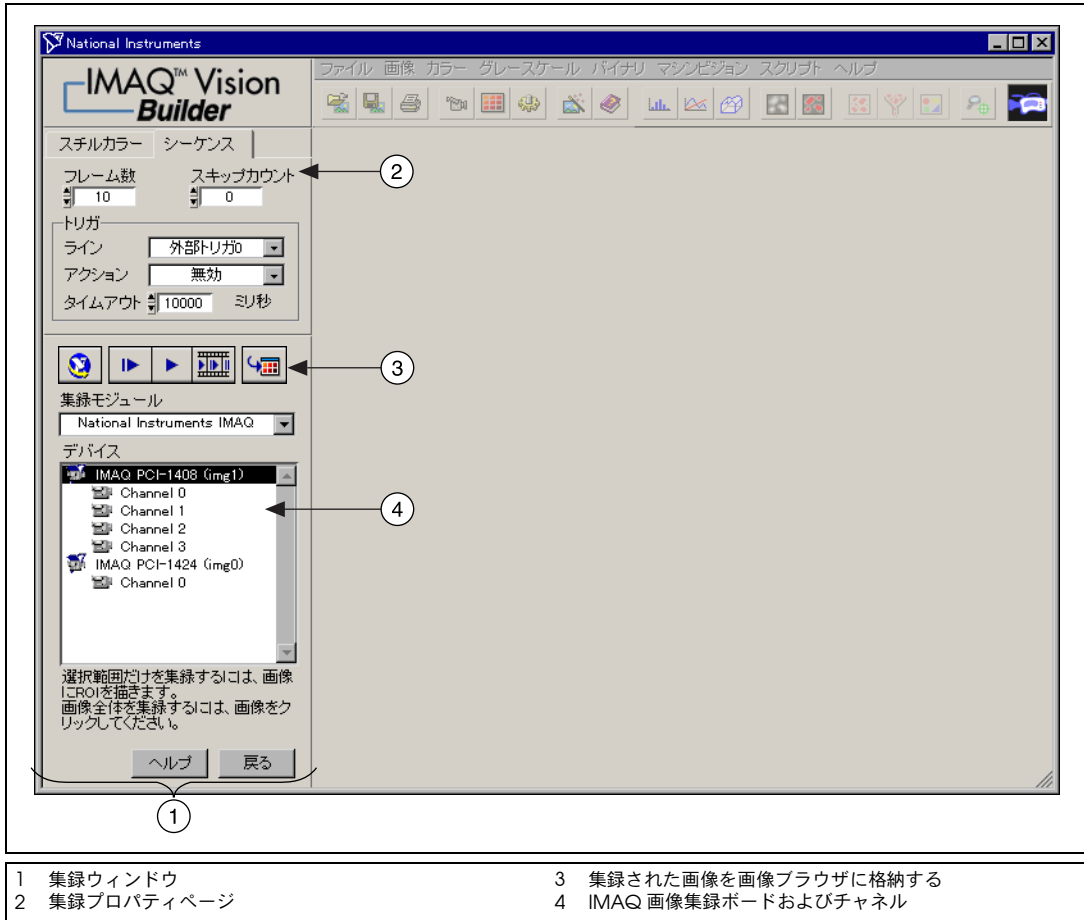 National Instruments
IMAQ™ Vision
Builder
ファイル 画像 カラー グレースケール バイナリ マシンビジョン スクリプト ヘルプ
スチルカラー シーケンス
フレーム数 スキップカウント
10 0
2
トリガ
ライン 外部トリガ0
アクション 無効
タイムアウト 10000 ミリ秒
3
集録モジュール
National Instruments IMAQ
デバイス
IMAQ PCI-1408 (img1)
Channel 0
Channel 1
4
Channel 2
Channel 3
IMAQ PCI-1424 (img0)
Channel 0
選択範囲だけを集録するには、画像
にROIを描きます。
画像全体を集録するには、画像をク
リックしてください。
ヘルプ 戻る
1
1 集録ウィンドウ
2 集録プロパティページ
3 集録された画像を画像ブラウザに格納する
4 IMAQ 画像集録ボードおよびチャネル